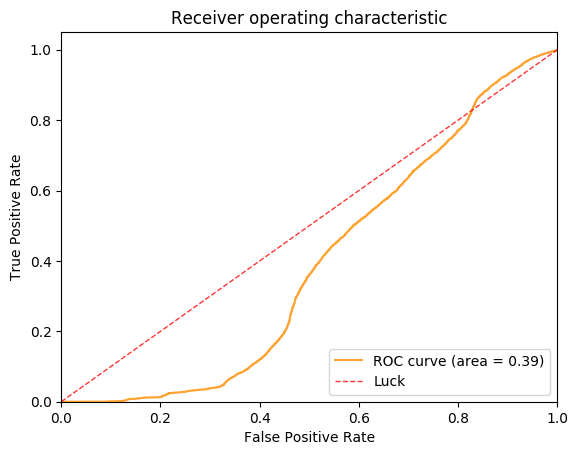 Receiver operating characteristic
1.0
0.8
0.6
0.4
0.2
0.0
True Positive Rate
ROC curve (area = 0.39)
Luck
0.0 0.2 0.4 0.6 0.8 1.0
False Positive Rate